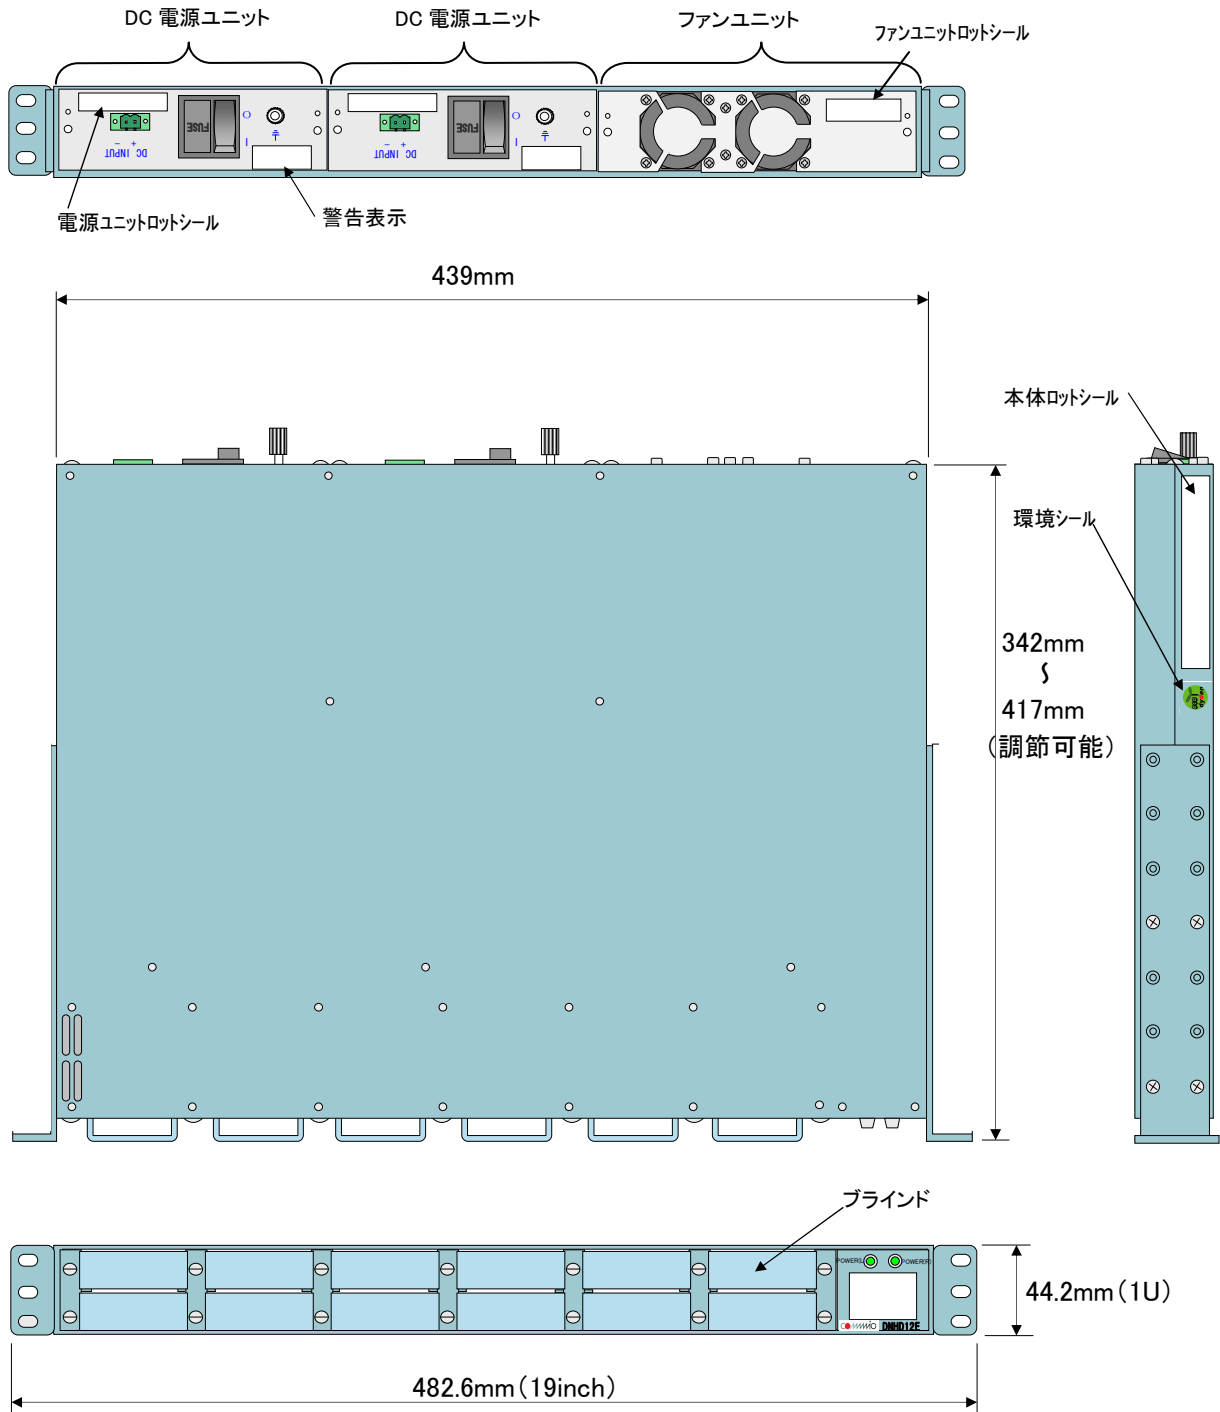 DC 電源ユニット
DC 電源ユニット
ファンユニット
ファンユニットロットシール
FUSE
O
I
－ ＋
DC INPUT
FUSE
O
I
－ ＋
DC INPUT
電源ユニットロットシール
警告表示
439mm
本体ロットシール
環境シール
342mm
～
417mm
（調節可能）
ブラインド
POWER(L)
POWER(R)
DNHD12E
44.2mm（1U）
482.6mm（19inch）